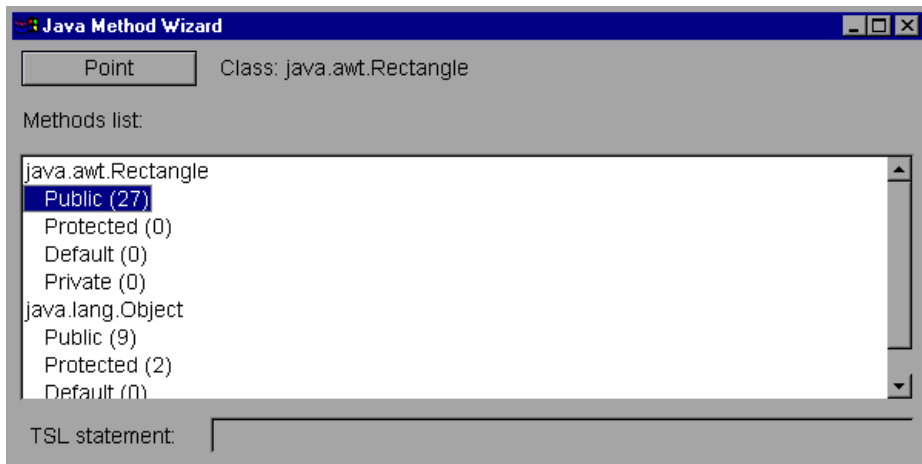 Java Method Wizard
Point Class: java.awt.Rectangle
Methods list:
java.awt.Rectangle
Public (27)
Protected (0)
Default (0)
Private (0)
java.lang.Object
Public (9)
Protected (2)
Default (0)
TSL statement: